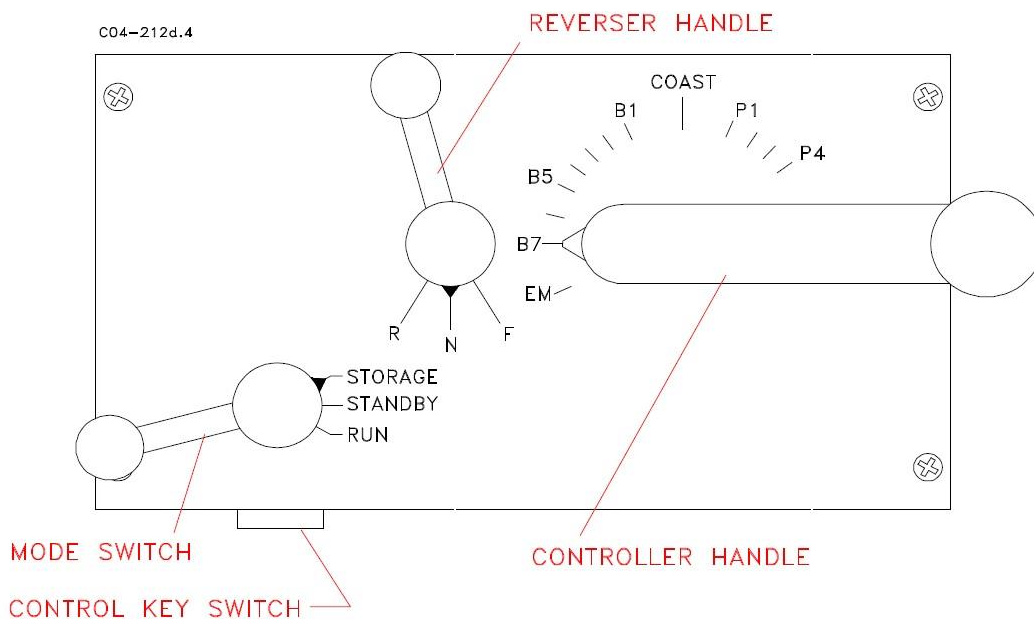 REVERSER HANDLE
C04-212d.4
COAST
B1
P1
B5
P4
B7
EM
R
N
F
STORAGE
STANDBY
RUN
MODE SWITCH
CONTROLLER HANDLE
CONTROL KEY SWITCH